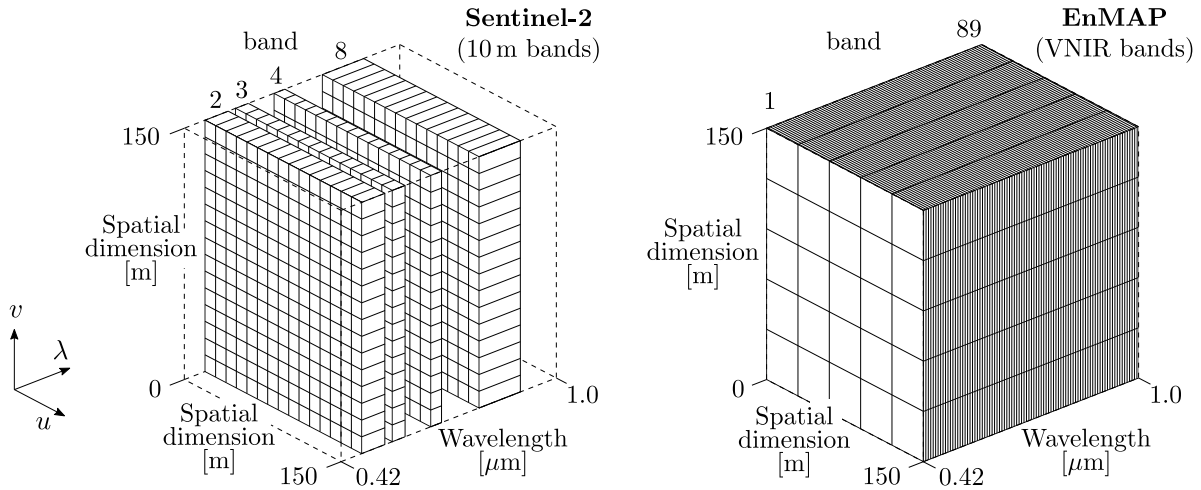 Sentinel-2
(10 m bands)
band
2
3
4
8
150
Spatial
dimension
[m]
0
Spatial
dimension
[m]
150
0.42
Wavelength
[μm]
1.0
v
λ
u
EnMAP
(VNIR bands)
band
1
89
150
Spatial
dimension
[m]
0
Spatial
dimension
[m]
150
0.42
Wavelength
[μm]
1.0